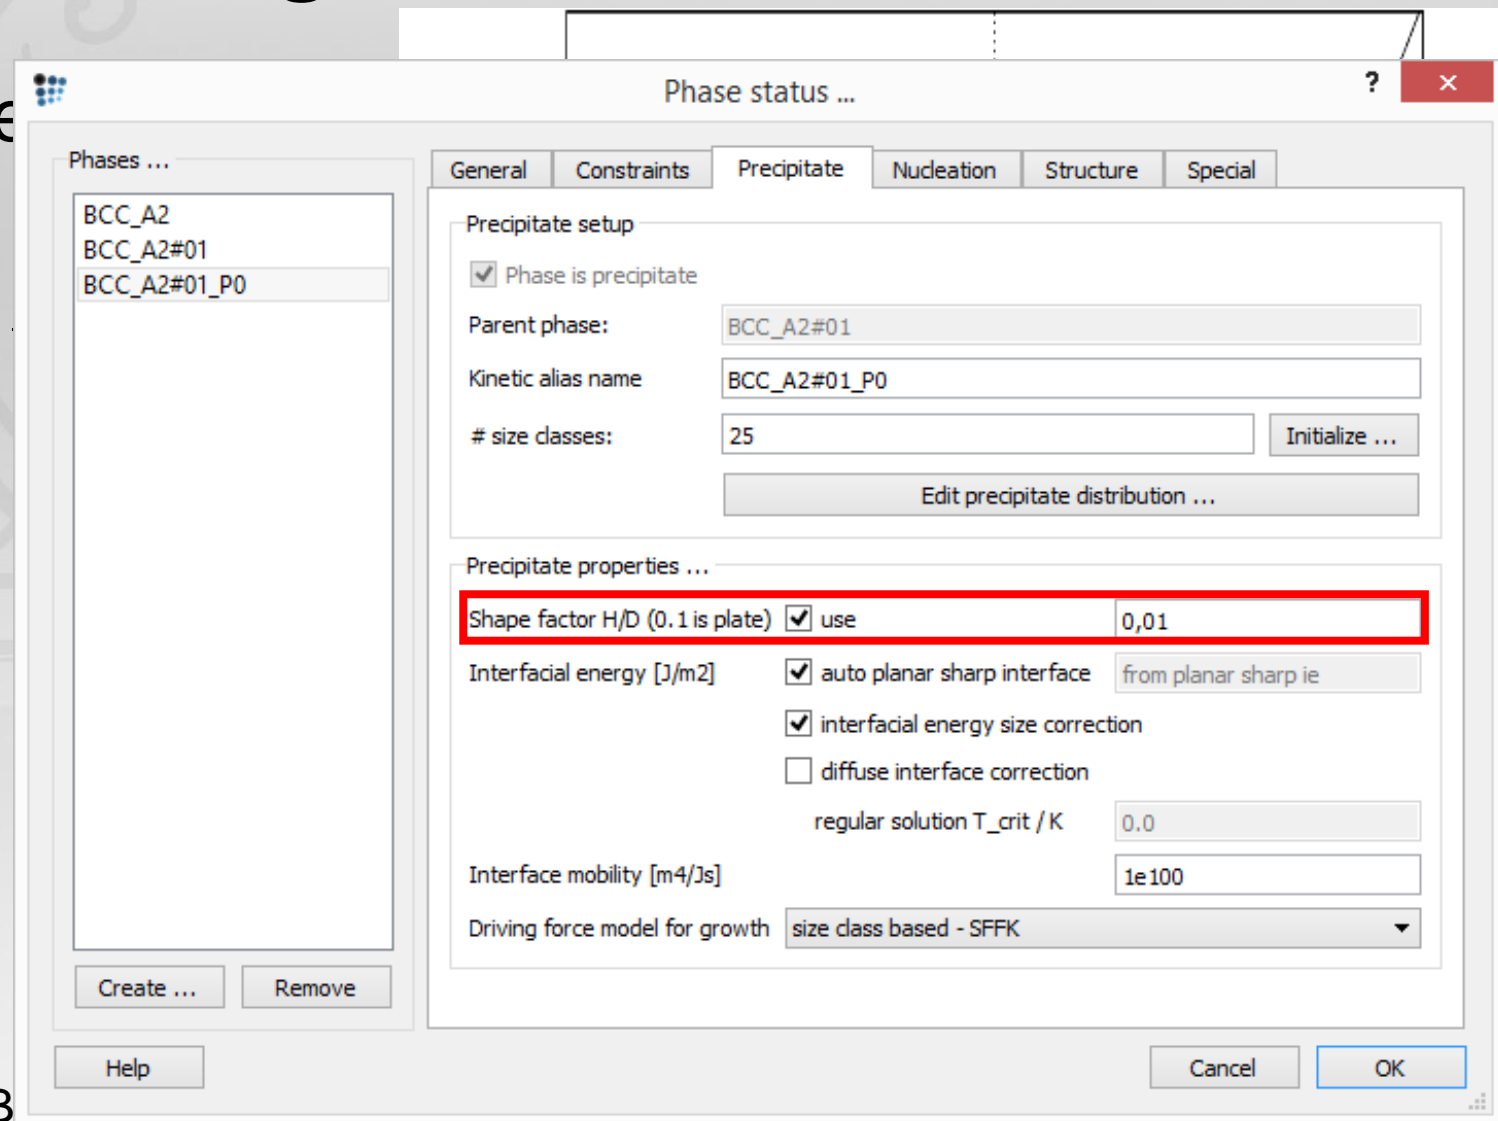 Phase status ...
?
Phases ...
BCC_A2
BCC_A2#01
BCC_A2#01_P0
Create ...
Remove
General
Constraints
Precipitate
Nucleation
Structure
Special
Precipitate setup
Phase is precipitate
Parent phase:
BCC_A2#01
Kinetic alias name
BCC_A2#01_P0
# size classes:
25
Initialize ...
Edit precipitate distribution ...
Precipitate properties ...
Shape factor H/D (0.1 is plate)
use
0,01
Interfacial energy [J/m2]
auto planar sharp interface
from planar sharp ie
interfacial energy size correction
diffuse interface correction
regular solution T_crit / K
0.0
Interface mobility [m4/Js]
1e100
Driving force model for growth
size class based - SFFK
Help
Cancel
OK